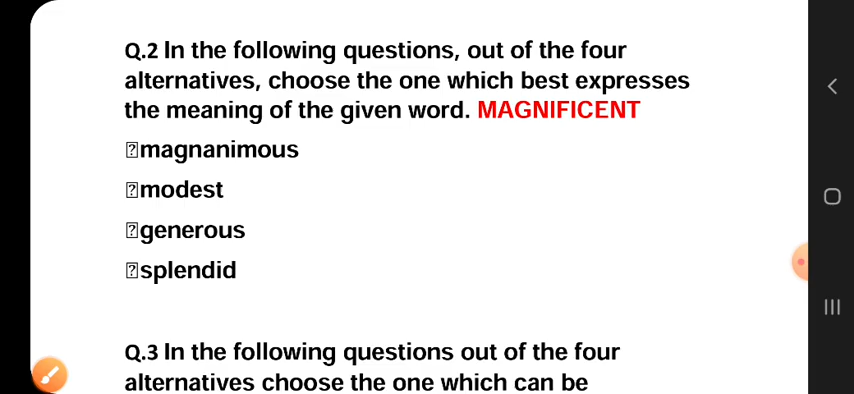 Q.2 In the following questions, out of the four
alternatives, choose the one which best expresses
the meaning of the given word. MAGNIFICENT
magnanimous
modest
generous
splendid
Q.3 In the following questions out of the four
alternatives choose the one which can be